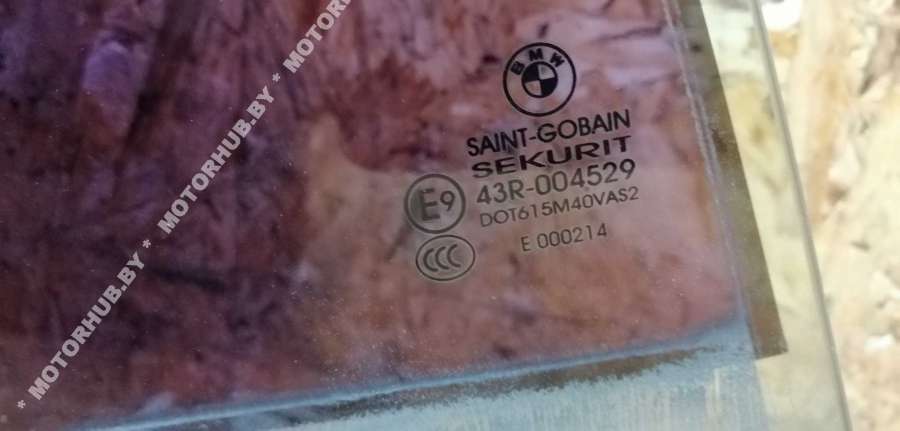 BMW
SAINT-GOBAIN
SEKURIT
E9 43R-004529
DOT615M40VAS2
CCC E 000214
* MOTORHUB.BY * MOTORHUB.BY * MOTORHUB.BY